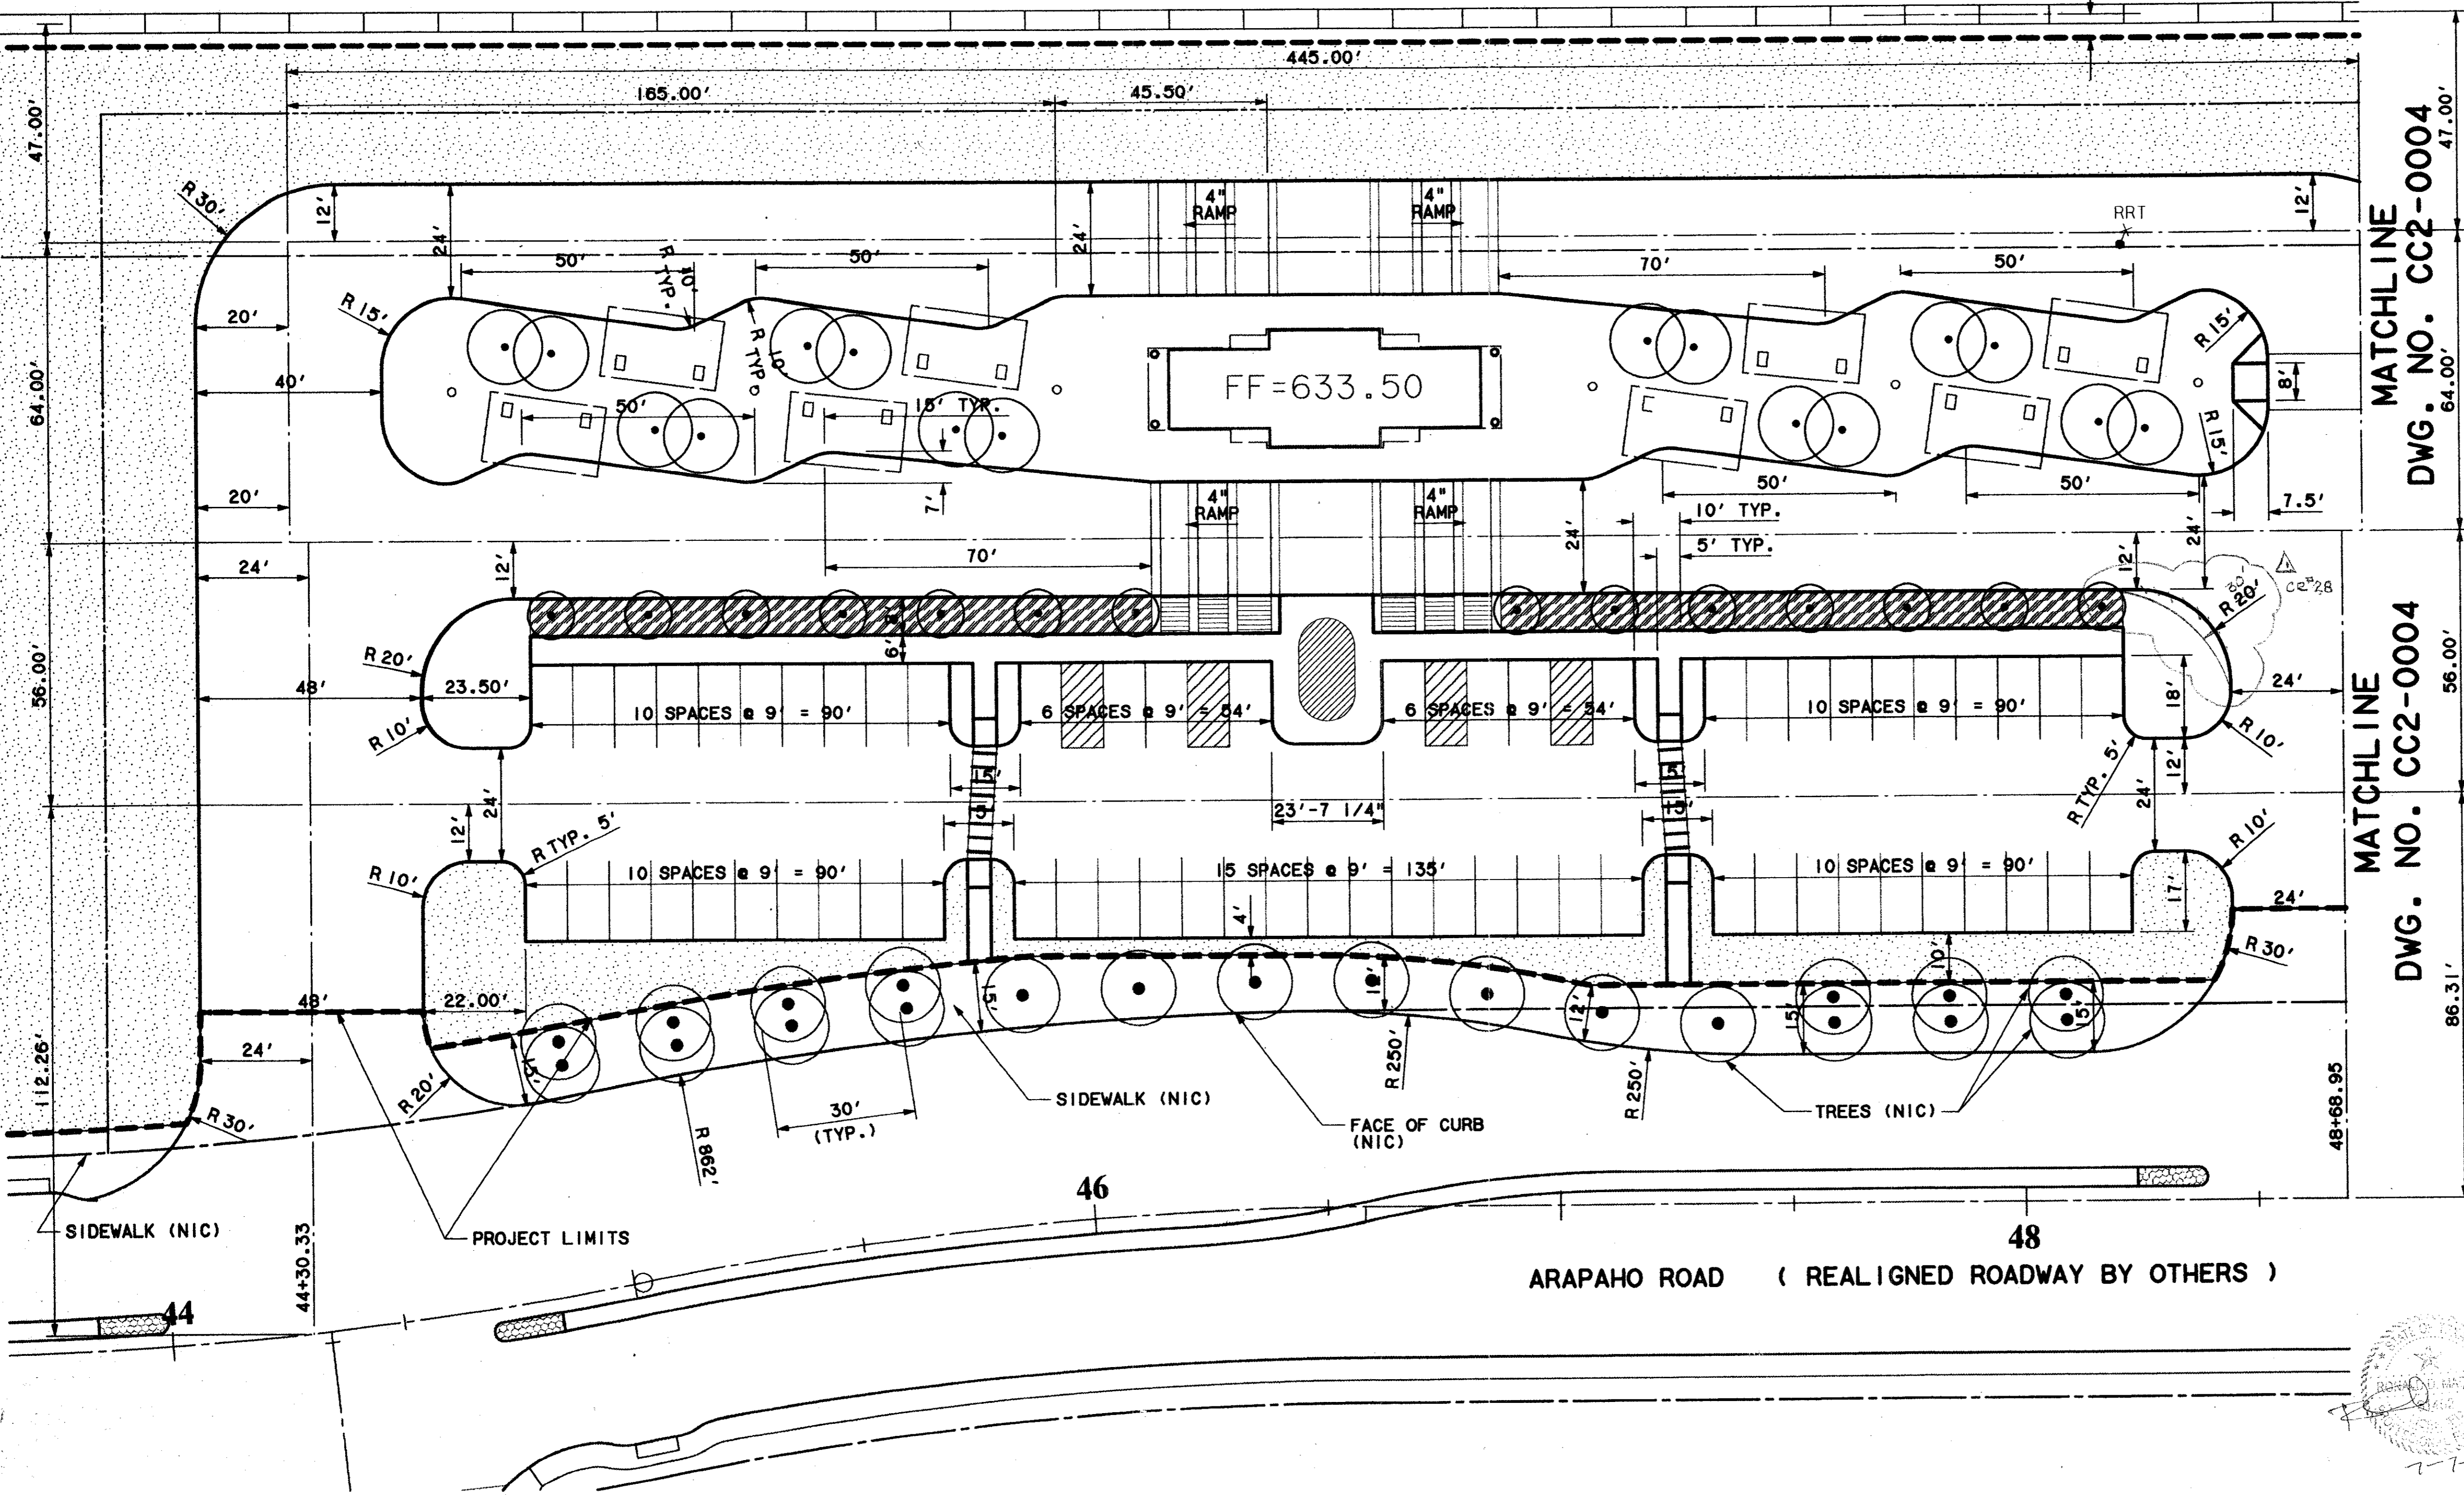 445.00'
165.00'
45.50'
47.00'
47.00'
R 30'
12'
24'
24'
4"
RAMP
4"
RAMP
RRT
12'
MATCHLINE
DWG. NO. CC2-0004
50'
R TYP.
10'
50'
70'
50'
R 15'
20'
R TYP.
10'
R 15'
64.00'
40'
FF=633.50
8'
64.00'
50'
15' TYP.
R 15'
20'
7'
4"
RAMP
4"
RAMP
50'
50'
7.5'
10' TYP.
5' TYP.
24'
24'
12'
12'
24'
70'
30'
R 20'
CR#28
6'
R 20'
56.00'
48'
23.50'
10 SPACES @ 9' = 90'
6 SPACES @ 9' = 54'
6 SPACES @ 9' = 54'
10 SPACES @ 9' = 90'
18'
24'
56.00'
R 10'
R 10'
15'
R TYP. 5'
12'
24'
24'
12'
23'-7 1/4"
MATCHLINE
DWG. NO. CC2-0004
R TYP. 5'
R 10'
R 10'
10 SPACES @ 9' = 90'
15 SPACES @ 9' = 135'
10 SPACES @ 9' = 90'
17'
24'
4'
10'
R 30'
48'
22.00'
15'
12'
12'
15'
15'
86.31'
112.26'
24'
15'
R 20'
R 30'
R 862'
30'
(TYP.)
SIDEWALK (NIC)
R 250'
FACE OF CURB
(NIC)
R 250'
TREES (NIC)
48+68.95
SIDEWALK (NIC)
PROJECT LIMITS
44+30.33
44
46
48
ARAPAHO ROAD ( REALIGNED ROADWAY BY OTHERS )